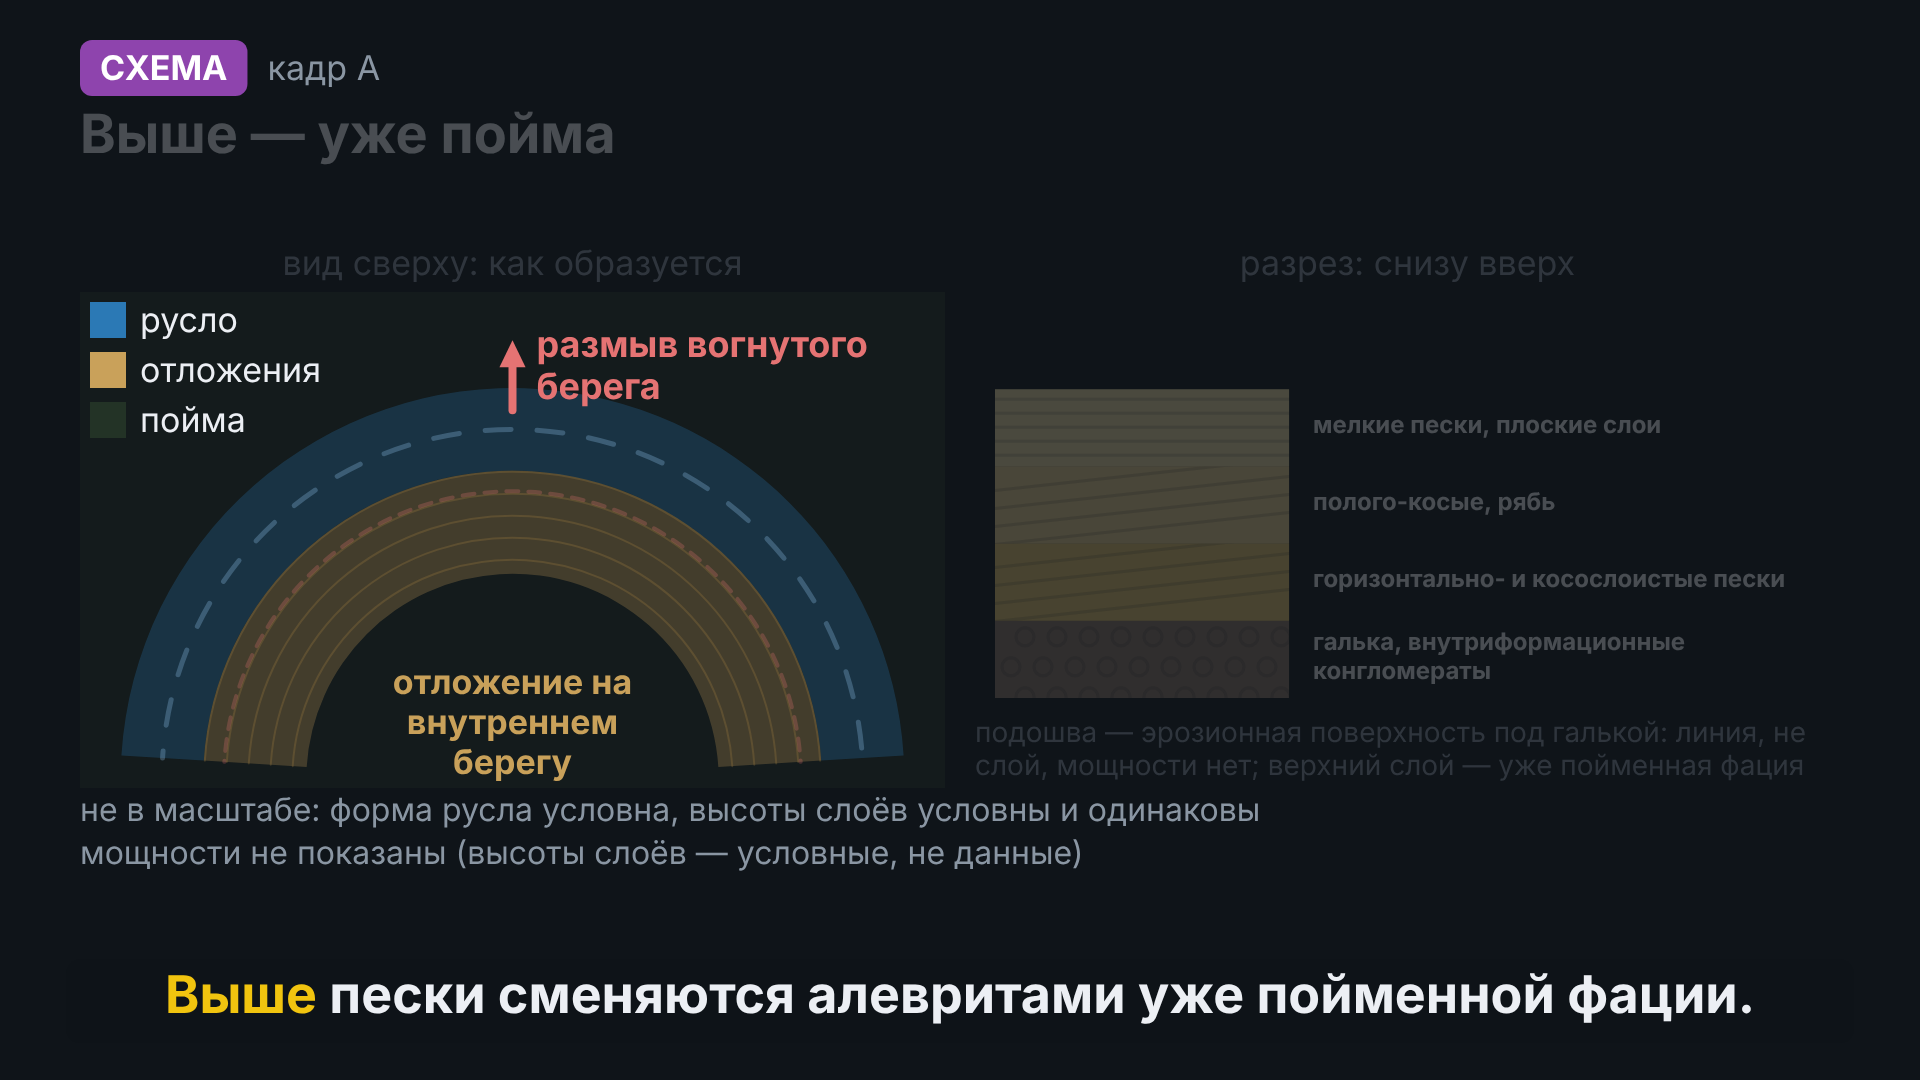 СХЕМА кадр А
Выше — уже пойма
вид сверху: как образуется
русло
отложения
пойма
размыв вогнутого
берега
отложение на
внутреннем
берегу
разрез: снизу вверх
мелкие пески, плоские слои
полого-косые, рябь
горизонтально- и косослоистые пески
галька, внутриформационные
конгломераты
подошва — эрозионная поверхность под галькой: линия, не
слой, мощности нет; верхний слой — уже пойменная фация
не в масштабе: форма русла условна, высоты слоёв условны и одинаковы
мощности не показаны (высоты слоёв — условные, не данные)
Выше пески сменяются алевритами уже пойменной фации.